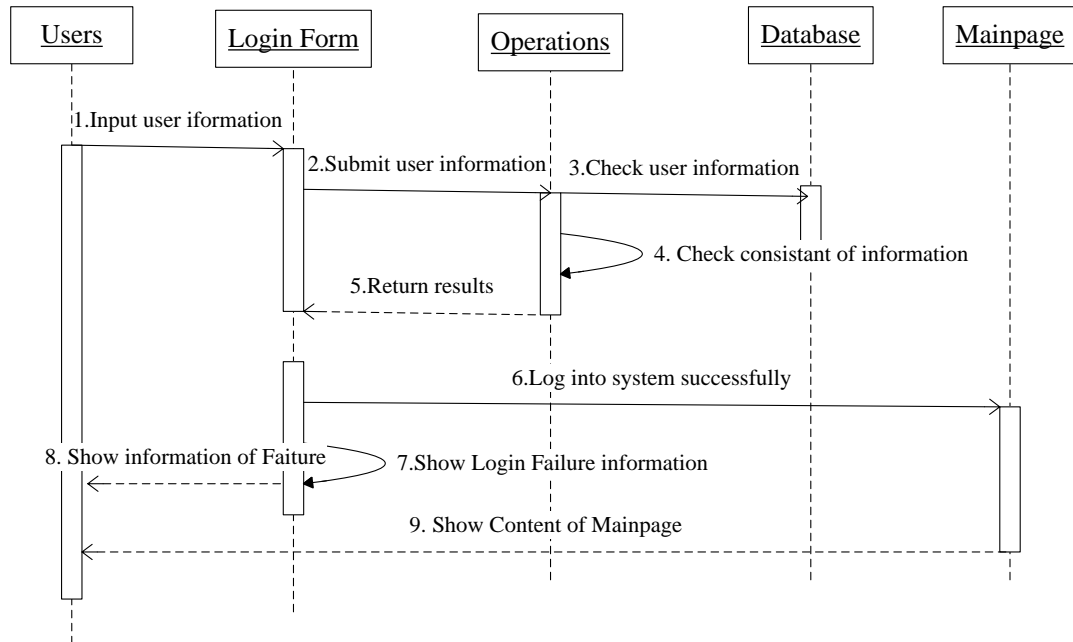 Users
Login Form
Operations
Database
Mainpage
1.Input user iformation
2.Submit user information
3.Check user information
4. Check consistant of information
5.Return results
6.Log into system successfully
7.Show Login Failure information
8. Show information of Faiture
9. Show Content of Mainpage